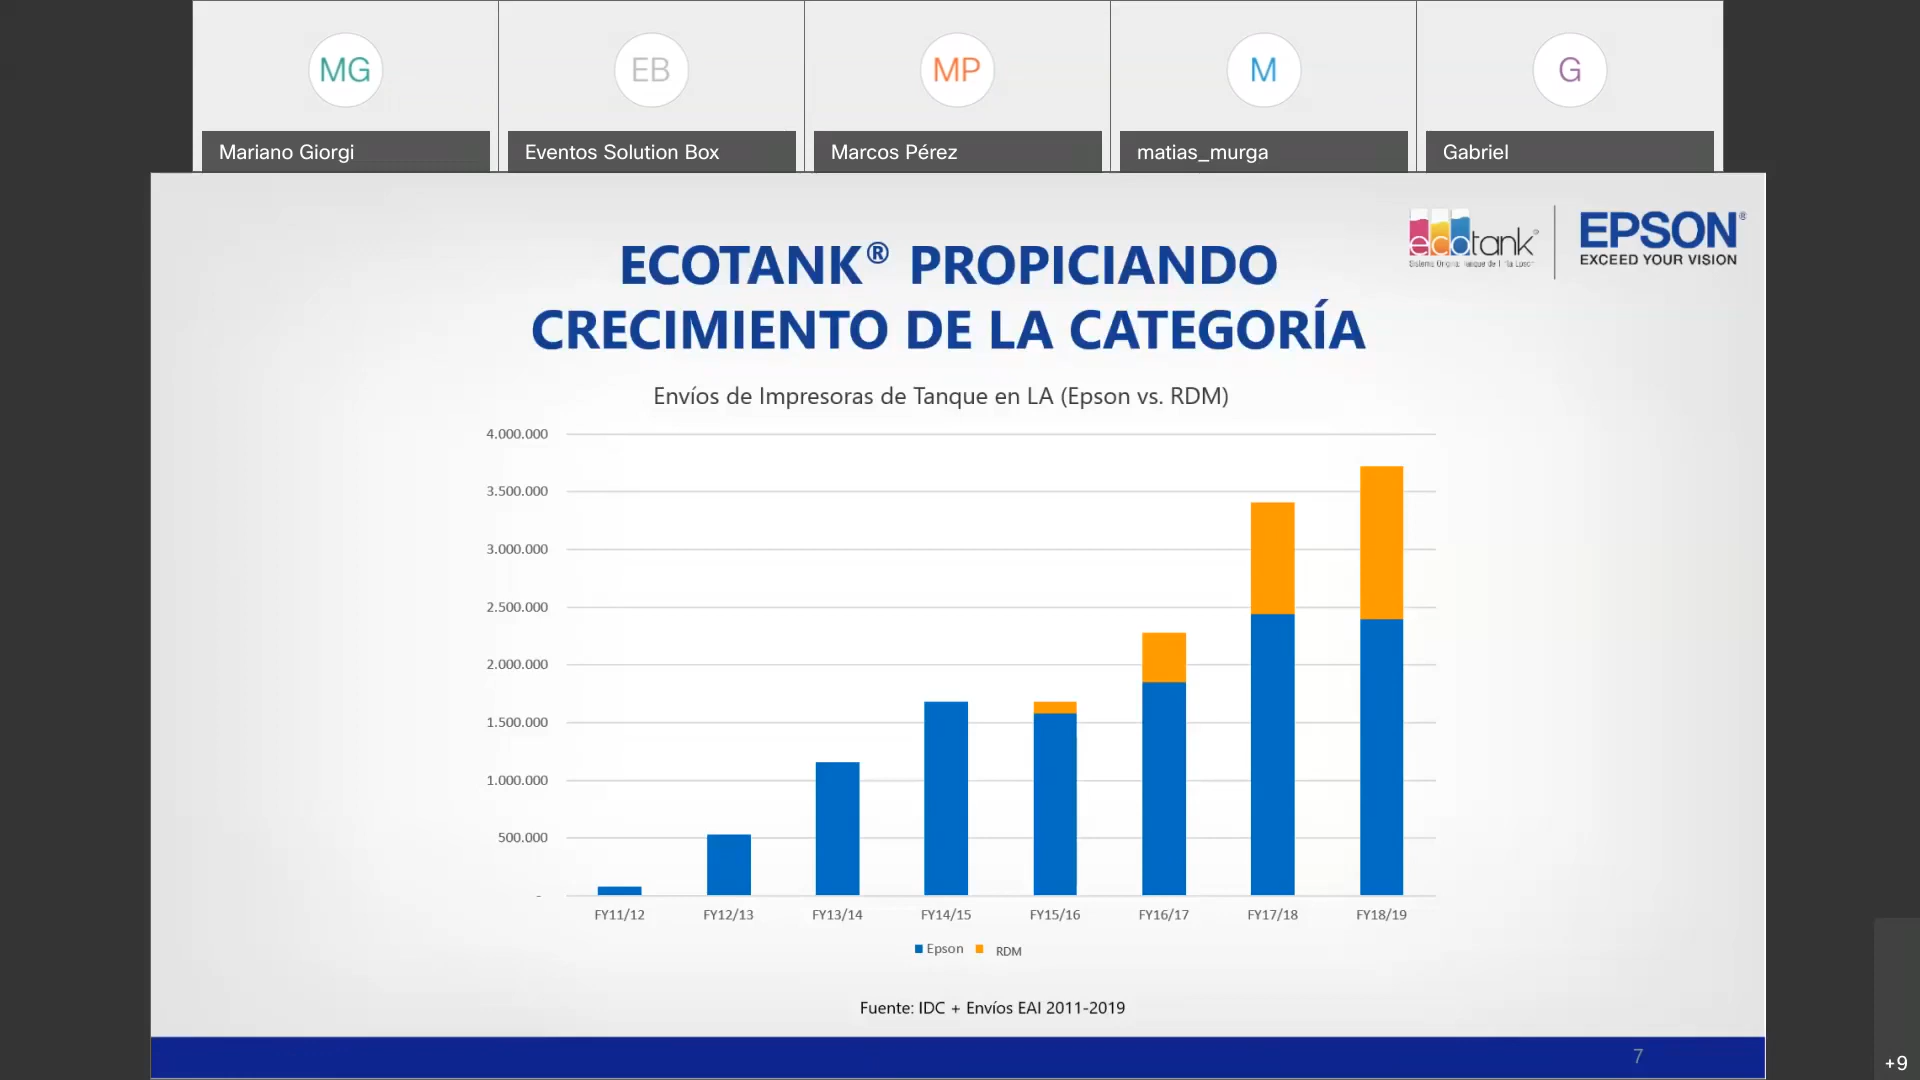 MG
EB
MP
M
G
Mariano Giorgi
Eventos Solution Box
Marcos Pérez
matias_murga
Gabriel
ecotank®
EPSON®
EXCEED YOUR VISION
ECOTANK® PROPICIANDO
CRECIMIENTO DE LA CATEGORÍA
Envíos de Impresoras de Tanque en LA (Epson vs. RDM)
4.000.000
3.500.000
3.000.000
2.500.000
2.000.000
1.500.000
1.000.000
500.000
-
FY11/12 FY12/13 FY13/14 FY14/15 FY15/16 FY16/17 FY17/18 FY18/19
Epson RDM
Fuente: IDC + Envíos EAI 2011-2019
7
+9